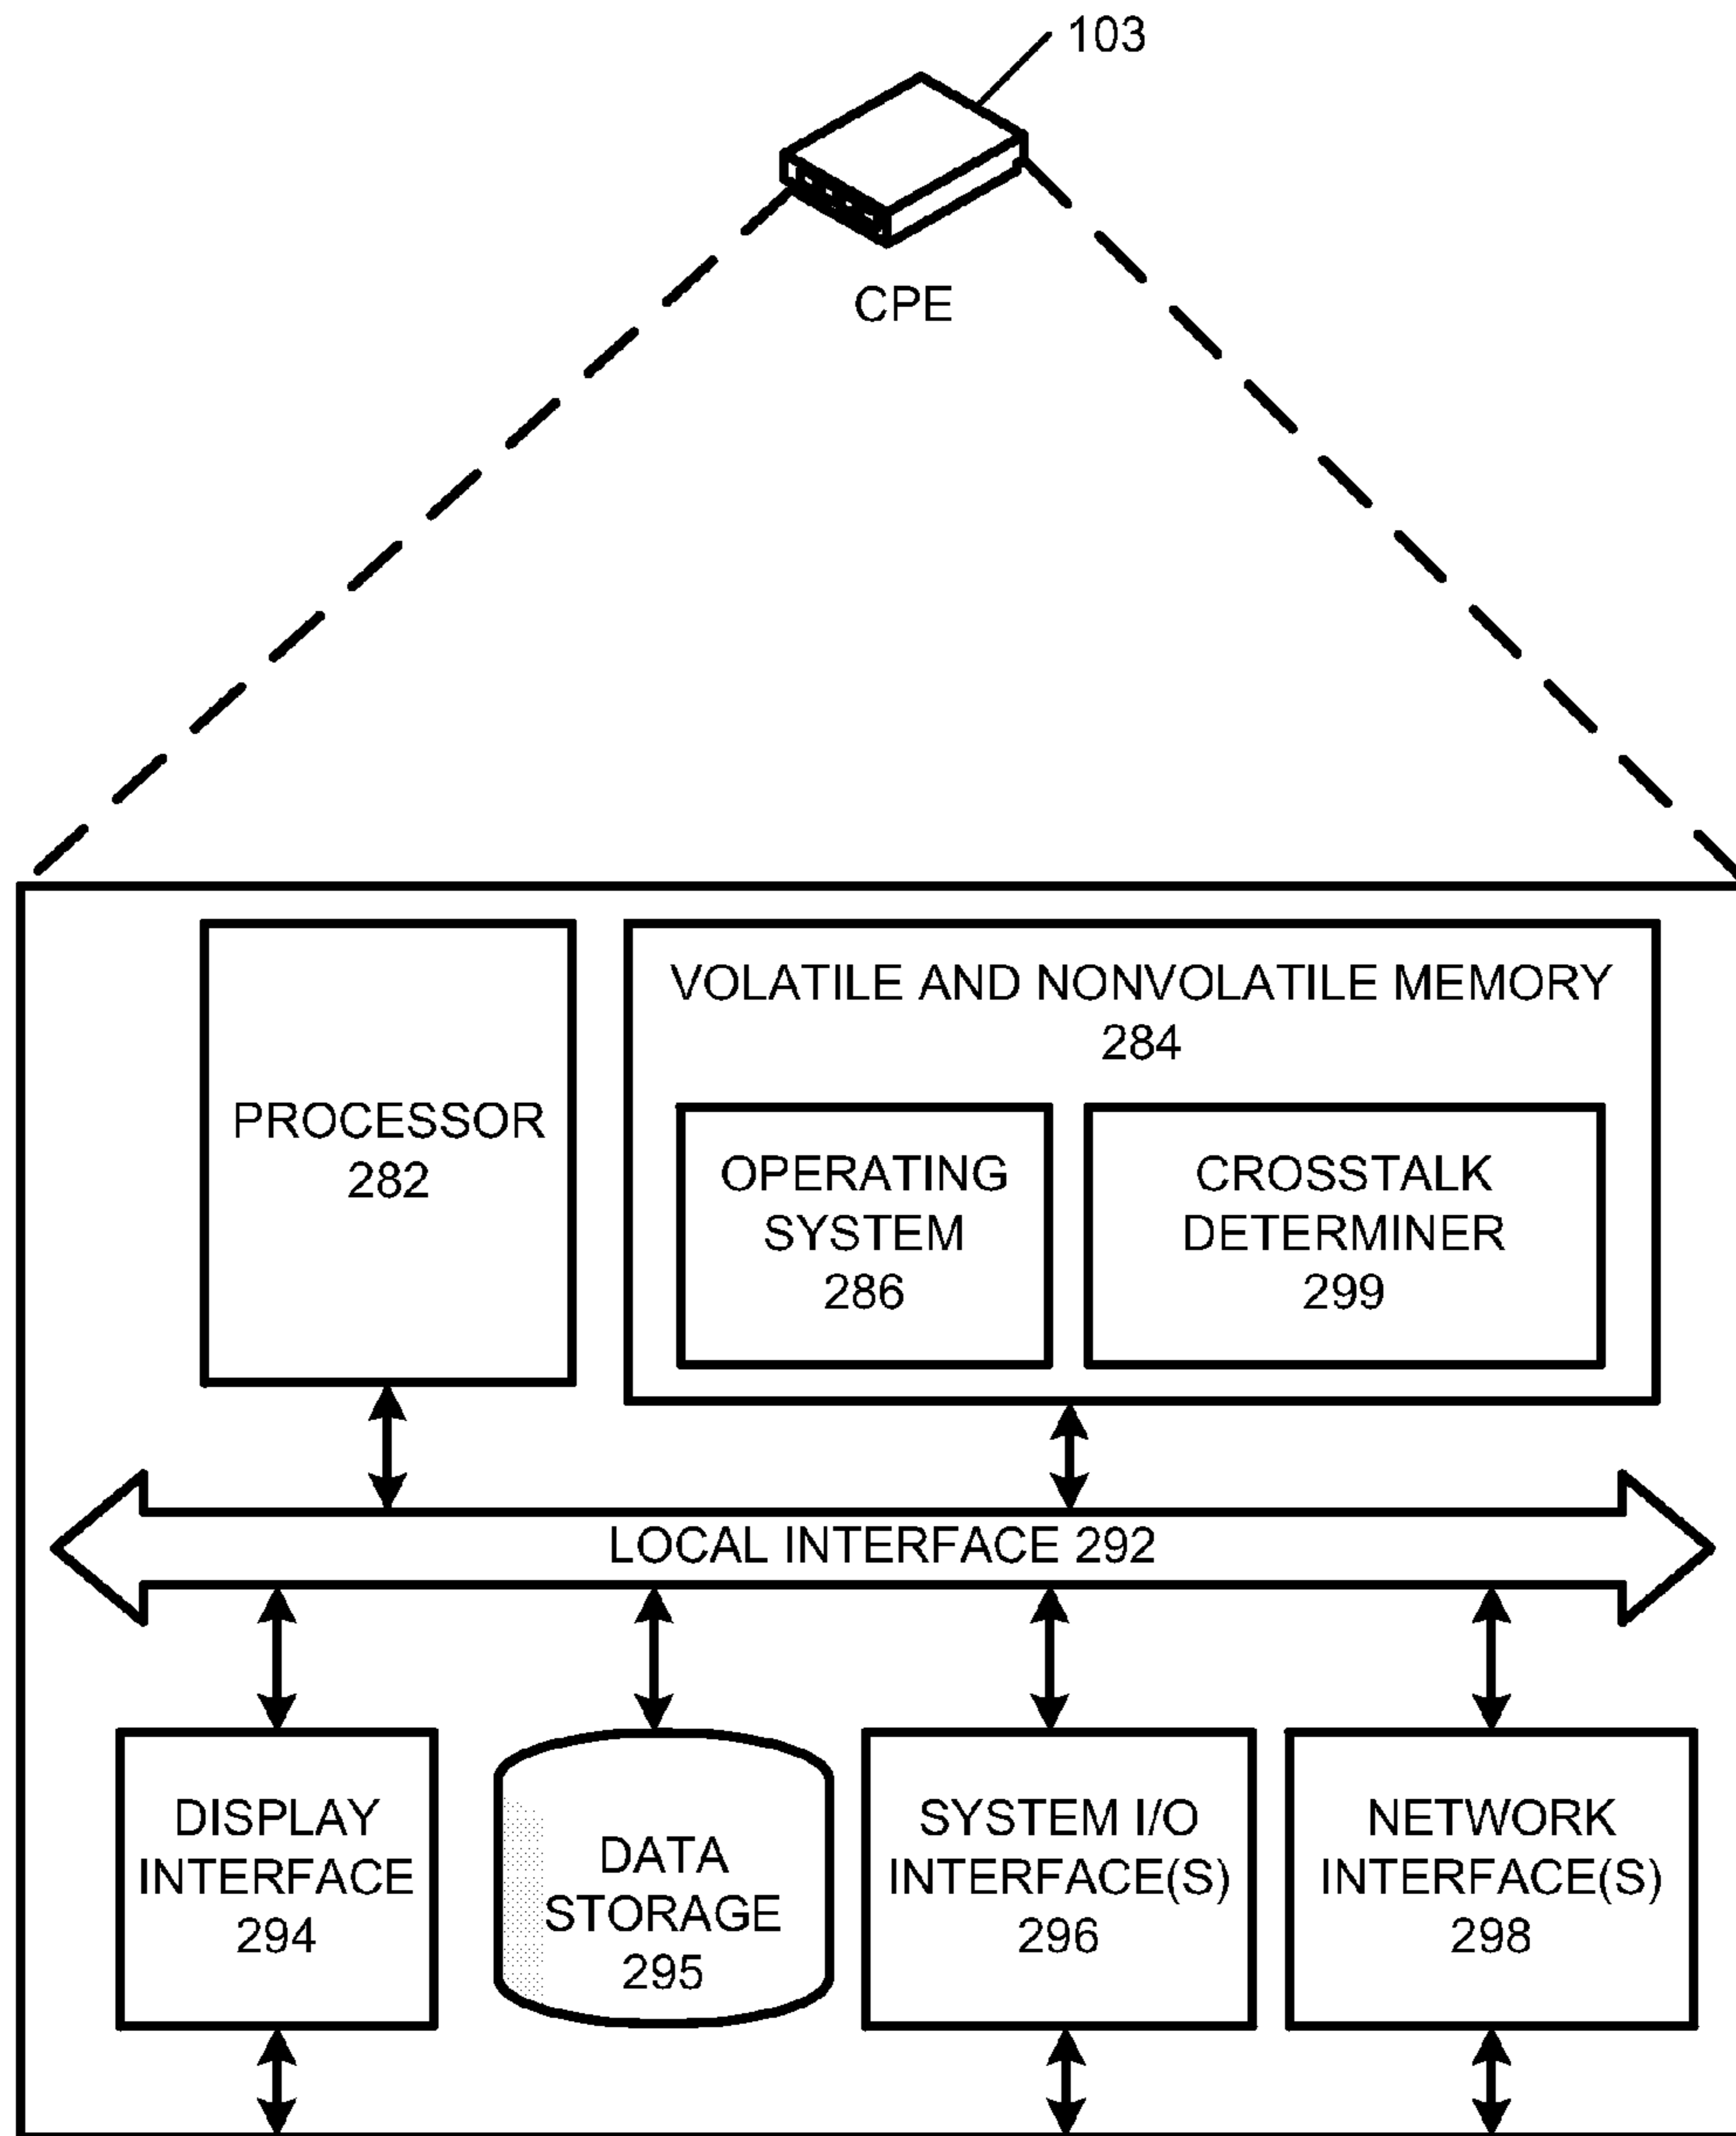 103
CPE
PROCESSOR
282
VOLATILE AND NONVOLATILE MEMORY
284
OPERATING
SYSTEM
286
CROSSTALK
DETERMINER
299
LOCAL INTERFACE 292
DISPLAY
INTERFACE
294
DATA
STORAGE
295
SYSTEM I/O
INTERFACE(S)
296
NETWORK
INTERFACE(S)
298